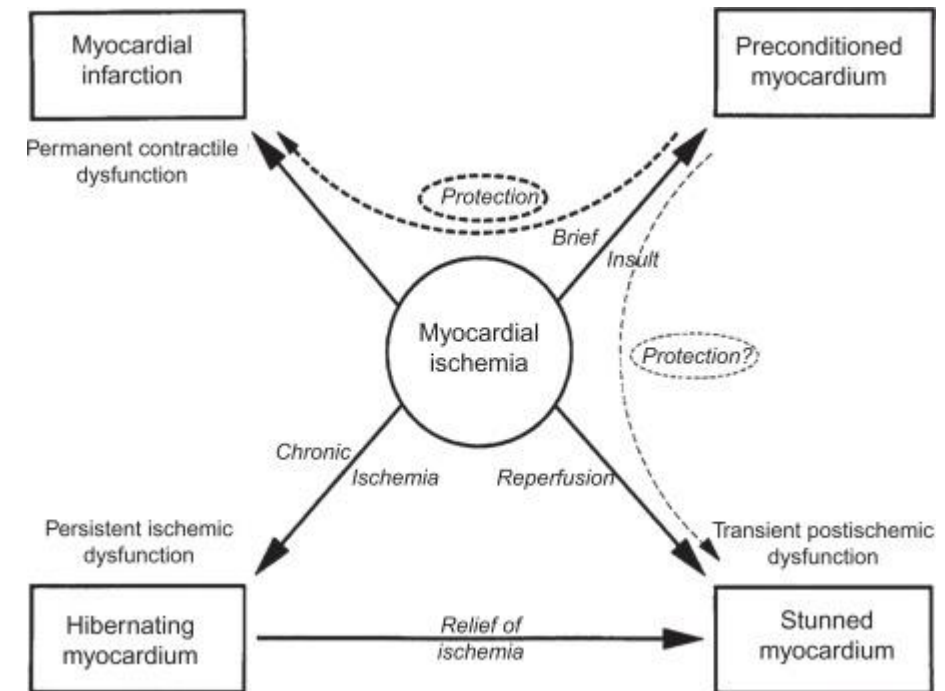 Myocardial
infarction
Preconditioned
myocardium
Permanent contractile
dysfunction
Protection
Brief
Insult
Myocardial
ischemia
Protection?
Chronic
Ischemia
Reperfusion
Persistent ischemic
dysfunction
Transient postischemic
dysfunction
Hibernating
myocardium
Relief of
ischemia
Stunned
myocardium